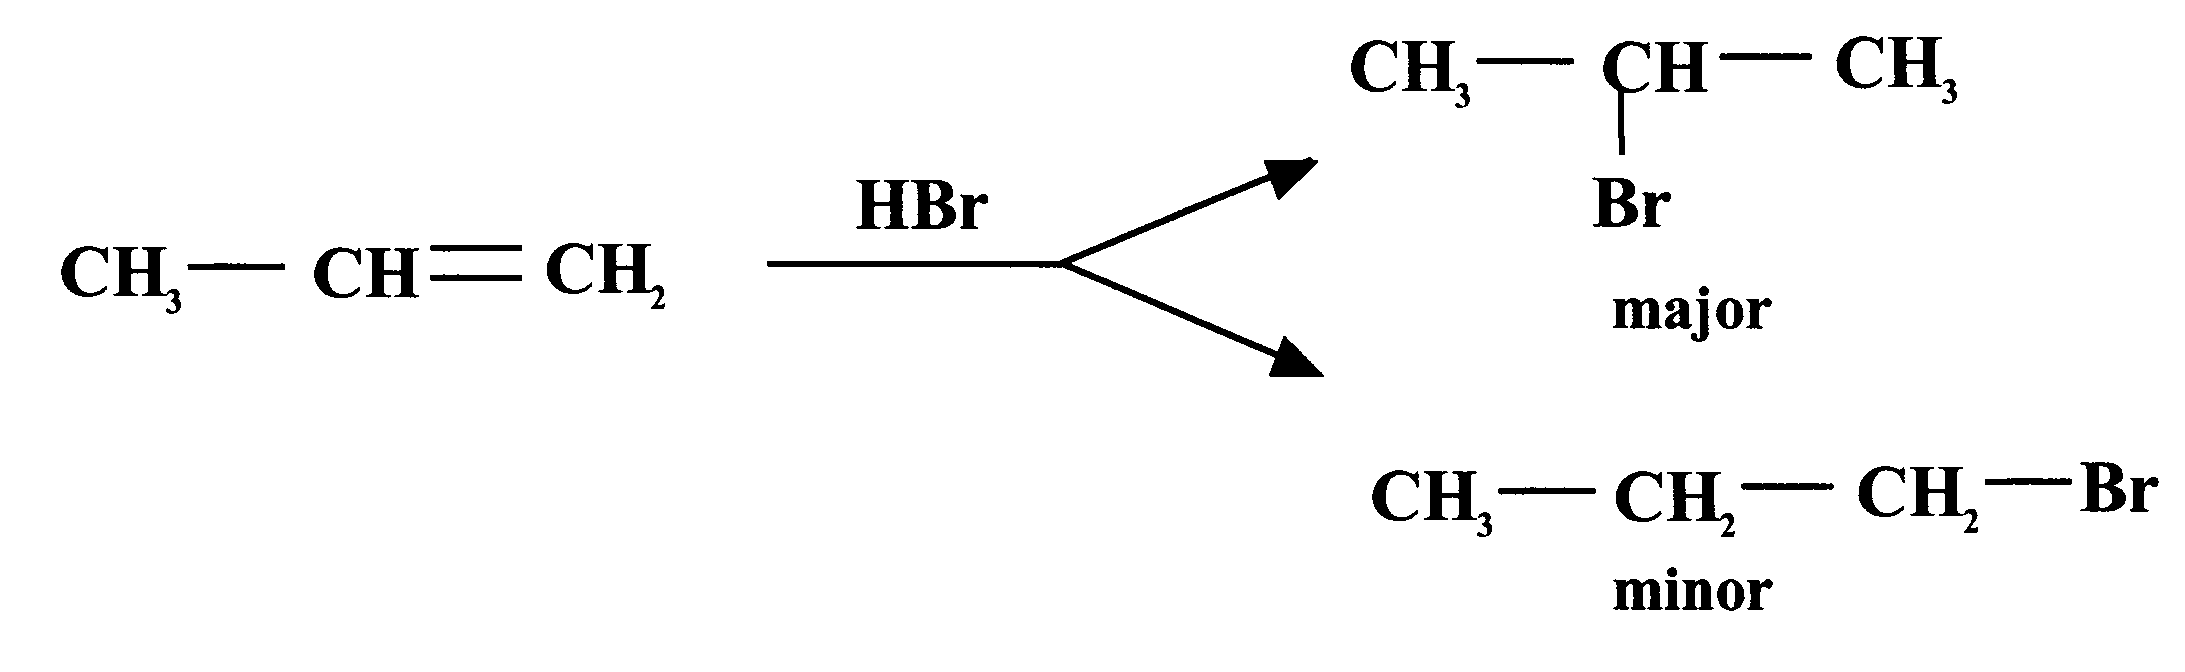 CH₃—CH—CH₃
Br
major
HBr
CH₃—CH=CH₂
CH₃—CH₂—CH₂—Br
minor